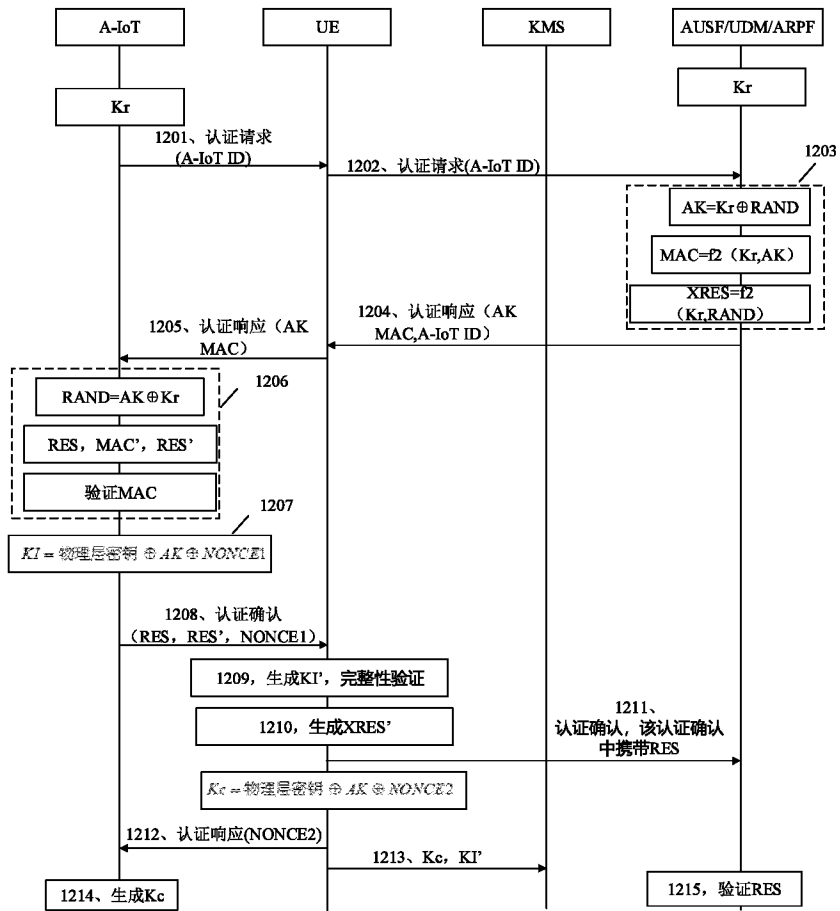 A-IoT
UE
KMS
AUSF/UDM/ARPF
Kr
Kr
1201、认证请求
(A-IoT ID)
1202、认证请求(A-IoT ID)
1203
AK=Kr⊕RAND
MAC=f2（Kr,AK）
XRES=f2
（Kr,RAND）
1204、认证响应（AK
MAC,A-IoT ID）
1205、认证响应（AK
MAC）
1206
RAND=AK⊕Kr
RES，MAC’，RES’
验证MAC
1207
KI=物理层密钥⊕AK⊕NONCE1
1208、认证确认
（RES，RES’，NONCE1）
1209，生成KI’，完整性验证
1210，生成XRES’
1211、
认证确认，该认证确认
中携带RES
Kc=物理层密钥⊕AK⊕NONCE2
1212、认证响应(NONCE2)
1213、Kc，KI’
1214、生成Kc
1215，验证RES